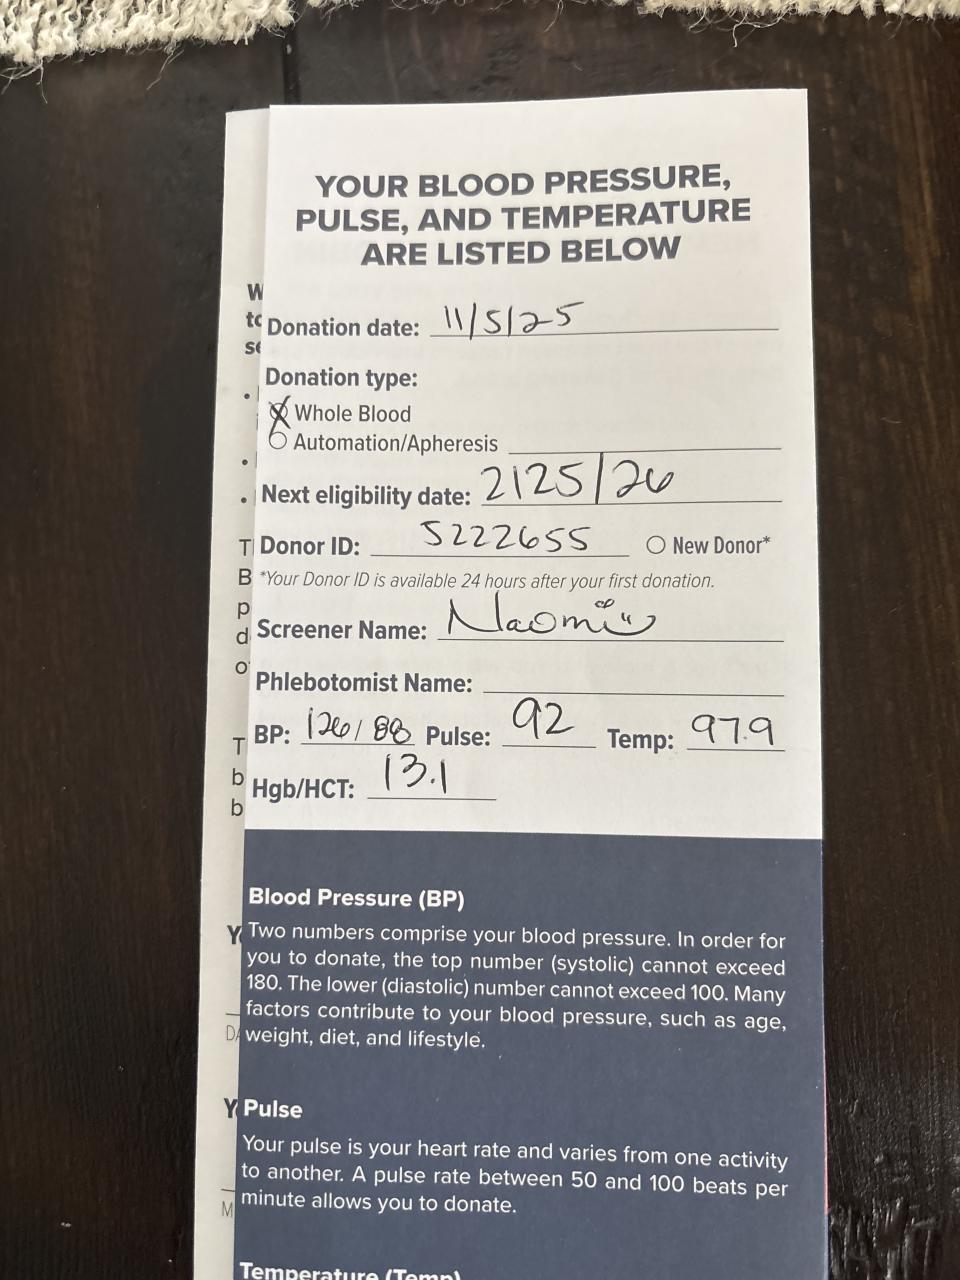 YOUR BLOOD PRESSURE,
PULSE, AND TEMPERATURE
ARE LISTED BELOW
Donation date: 11/5/25
Donation type:
Whole Blood
Automation/Apheresis
Next eligibility date: 2125/26
Donor ID: 5222655 New Donor*
*Your Donor ID is available 24 hours after your first donation.
Screener Name: Naomi
Phlebotomist Name:
BP: 126/88 Pulse: 92 Temp: 97.9
Hgb/HCT: 13.1
Blood Pressure (BP)
Two numbers comprise your blood pressure. In order for
you to donate, the top number (systolic) cannot exceed
180. The lower (diastolic) number cannot exceed 100. Many
factors contribute to your blood pressure, such as age,
weight, diet, and lifestyle.
Pulse
Your pulse is your heart rate and varies from one activity
to another. A pulse rate between 50 and 100 beats per
minute allows you to donate.
Temperature (Temp)